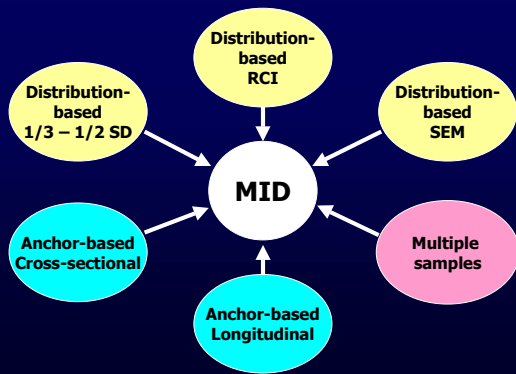 Distribution-
based
RCI
Distribution-
based
1/3 – 1/2 SD
Distribution-
based
SEM
MID
Anchor-based
Cross-sectional
Multiple
samples
Anchor-based
Longitudinal